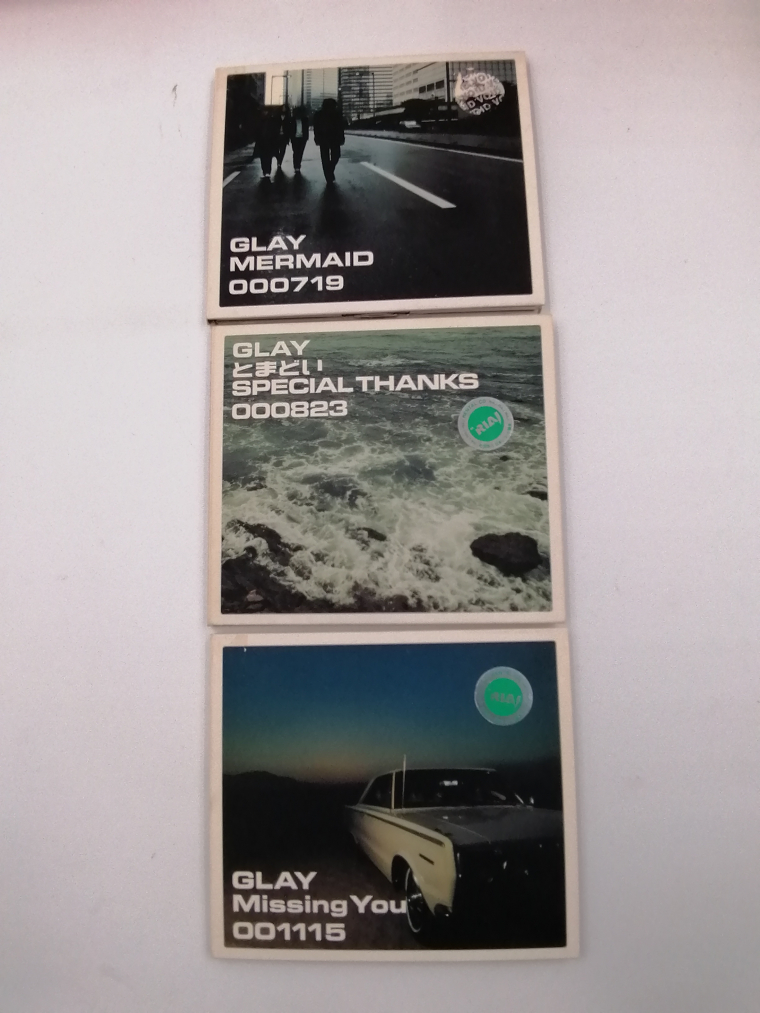 GLAY
MERMAID
000719
GLAY
とまどい
SPECIAL THANKS
000823
GLAY
Missing You
001115